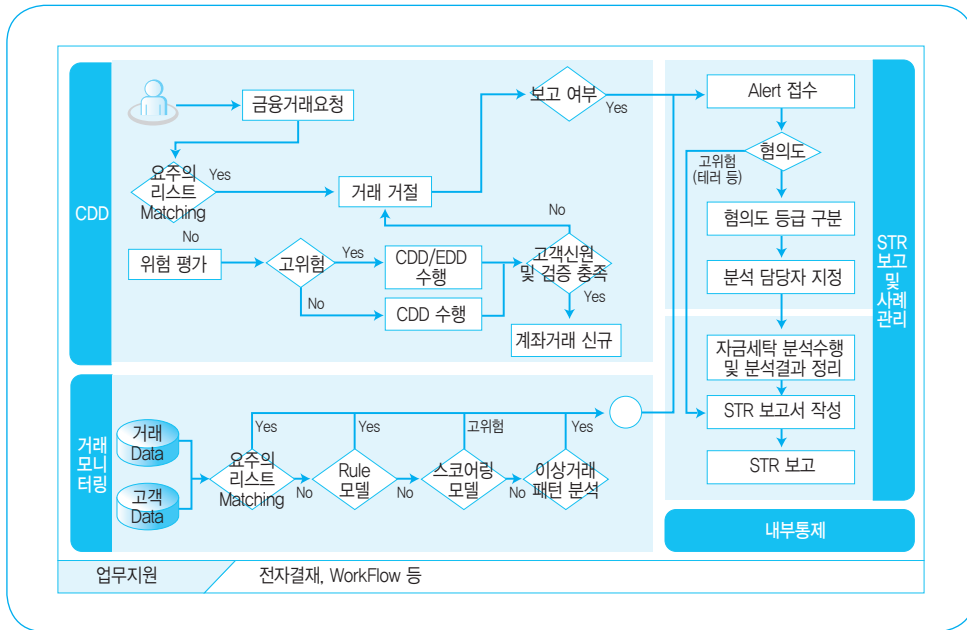 CDD
금융거래요청
요주의
리스트
Matching
Yes
No
거래 거절
보고 여부
Yes
위험 평가
고위험
Yes
No
CDD/EDD
수행
CDD 수행
고객신원
및 검증 충족
No
Yes
계좌거래 신규
거래
모니
터링
거래
Data
고객
Data
요주의
리스트
Matching
Yes
No
Rule
모델
Yes
No
스코어링
모델
고위험
No
이상거래
패턴 분석
Yes
Alert 접수
혐의도
고위험
(테러 등)
혐의도 등급 구분
분석 담당자 지정
자금세탁 분석수행
및 분석결과 정리
STR 보고서 작성
STR 보고
STR
보고
및
사례
관리
내부통제
업무지원
전자결재, WorkFlow 등